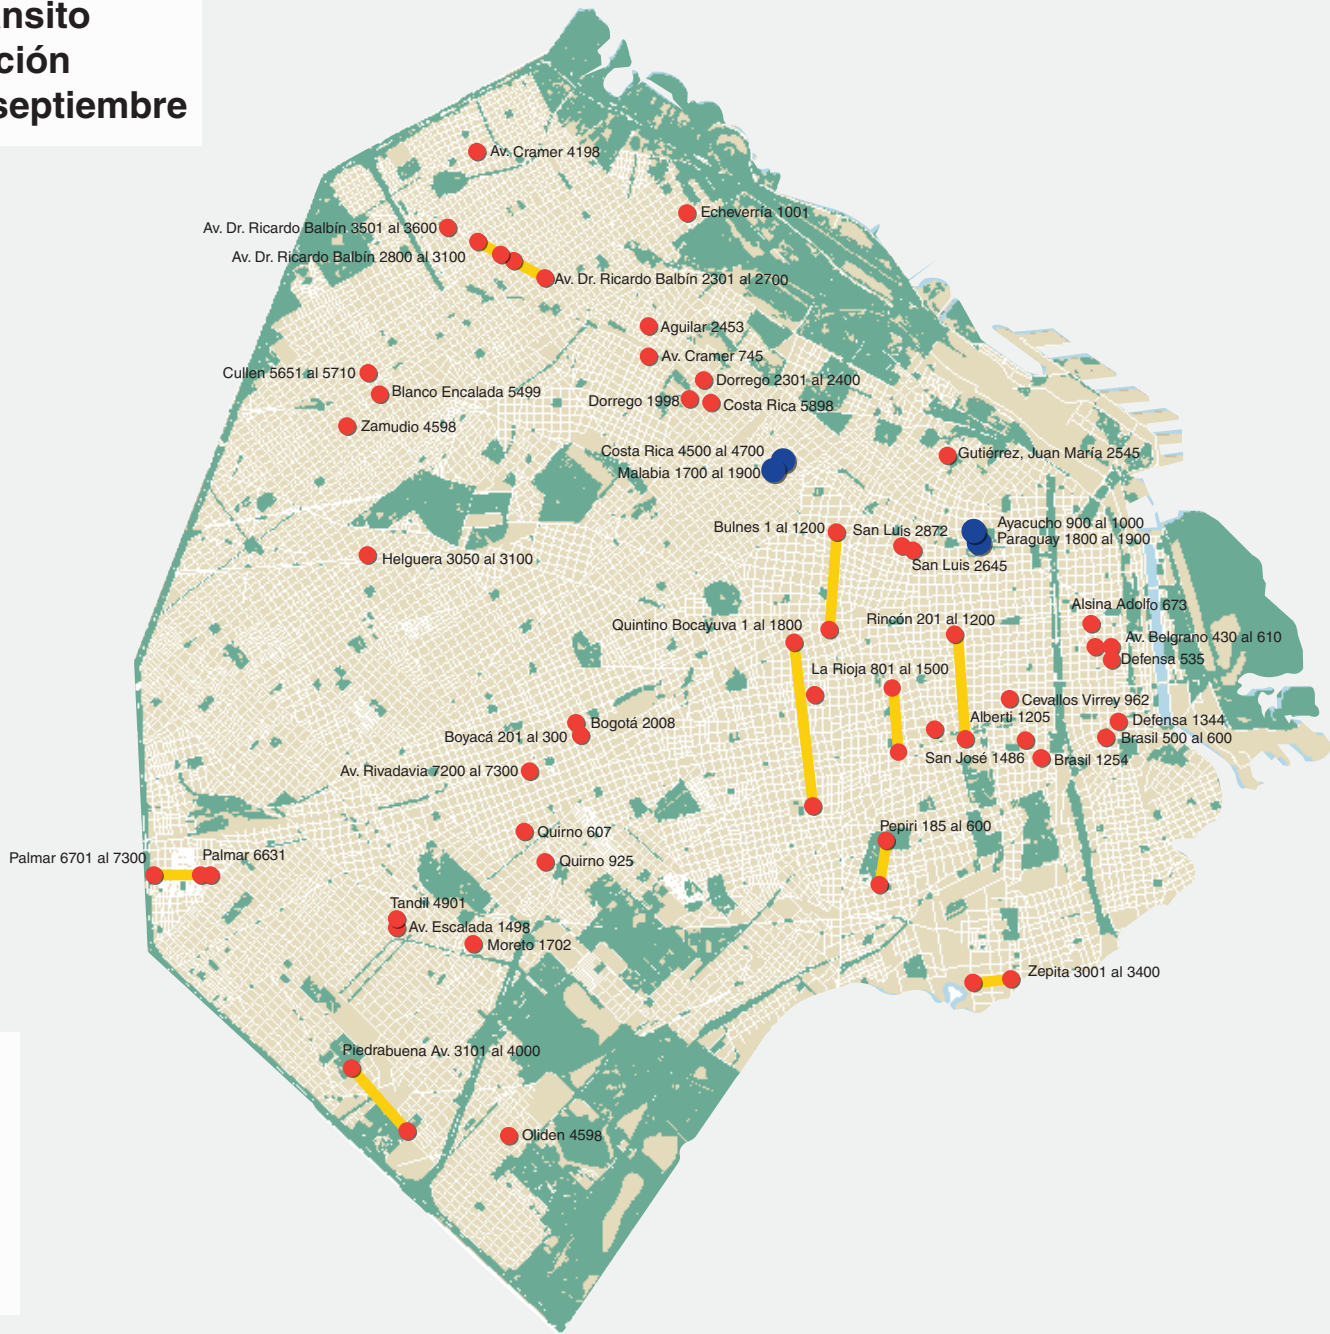 ánsito
ción
septiembre
Av. Cramer 4198
Echeverría 1001
Av. Dr. Ricardo Balbín 3501 al 3600
Av. Dr. Ricardo Balbín 2800 al 3100
Av. Dr. Ricardo Balbín 2301 al 2700
Aguilar 2453
Av. Cramer 745
Cullen 5651 al 5710
Dorrego 2301 al 2400
Blanco Encalada 5499
Dorrego 1998
Costa Rica 5898
Zamudio 4598
Costa Rica 4500 al 4700
Gutiérrez, Juan María 2545
Malabia 1700 al 1900
Bulnes 1 al 1200
San Luis 2872
Ayacucho 900 al 1000
Paraguay 1800 al 1900
Helguera 3050 al 3100
San Luis 2645
Alsina Adolfo 673
Quintino Bocayuva 1 al 1800
Rincón 201 al 1200
Av. Belgrano 430 al 610
Defensa 535
La Rioja 801 al 1500
Cevallos Virrey 962
Alberti 1205
Defensa 1344
Bogotá 2008
Boyacá 201 al 300
Brasil 500 al 600
San José 1486
Brasil 1254
Av. Rivadavia 7200 al 7300
Pepiri 185 al 600
Quirno 607
Palmar 6701 al 7300
Palmar 6631
Quirno 925
Tandil 4901
Av. Escalada 1498
Moreto 1702
Zepita 3001 al 3400
Piedrabuena Av. 3101 al 4000
Oliden 4598